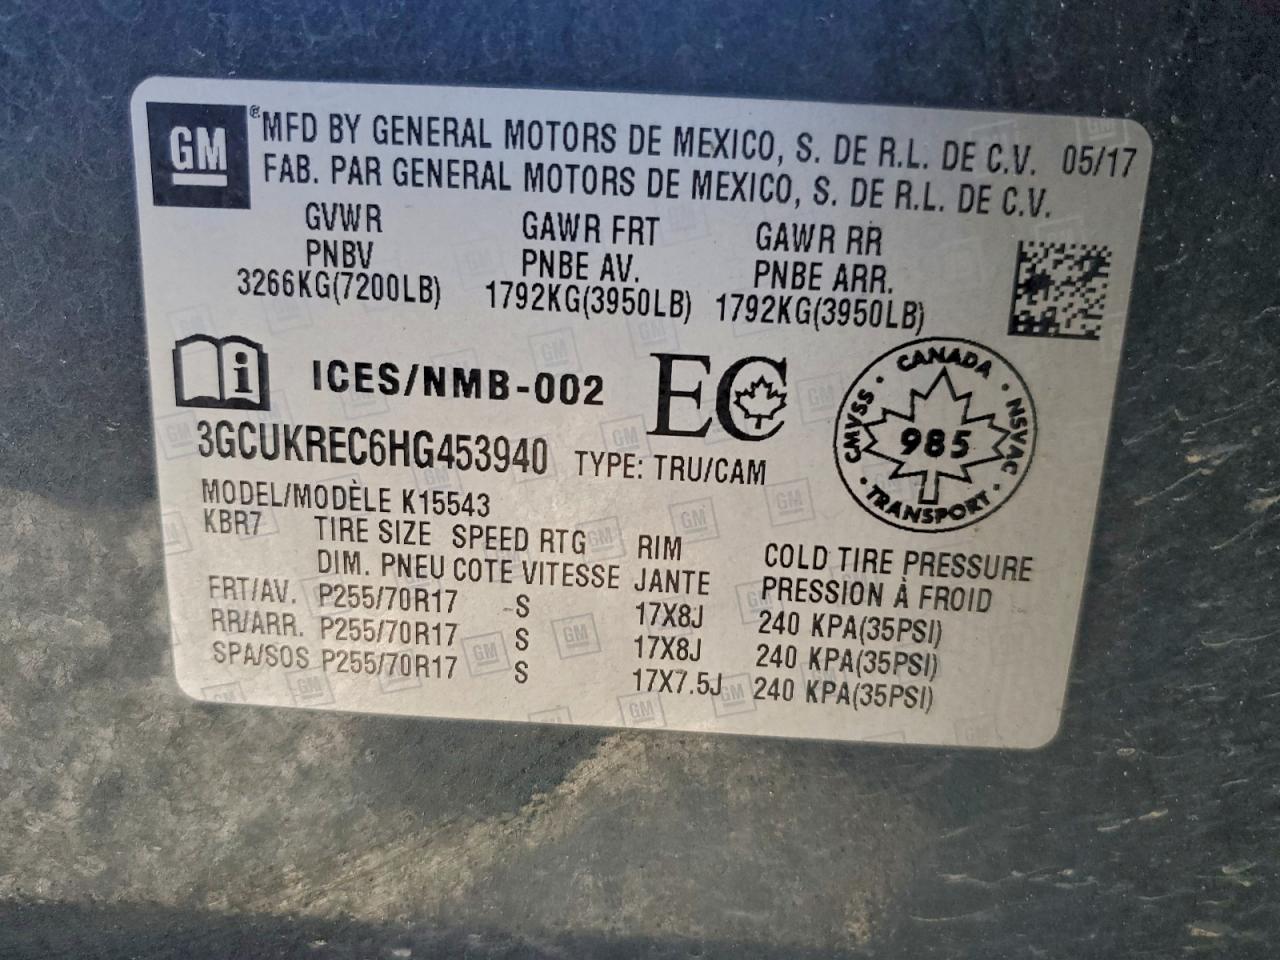 GM ® MFD BY GENERAL MOTORS DE MEXICO, S. DE R.L. DE C.V. 05/17
FAB. PAR GENERAL MOTORS DE MEXICO, S. DE R.L. DE C.V.
GVWR GAWR FRT GAWR RR
PNBV PNBE AV. PNBE ARR.
3266KG(7200LB) 1792KG(3950LB) 1792KG(3950LB)
i ICES/NMB-002 EC
CANADA CMVSS · NSVAC · TRANSPORT · 985
3GCUKREC6HG453940 TYPE: TRU/CAM
MODEL/MODÈLE K15543
KBR7 TIRE SIZE SPEED RTG RIM COLD TIRE PRESSURE
DIM. PNEU COTE VITESSE JANTE PRESSION À FROID
FRT/AV. P255/70R17 S 17X8J 240 KPA(35PSI)
RR/ARR. P255/70R17 S 17X8J 240 KPA(35PSI)
SPA/SOS P255/70R17 S 17X7.5J 240 KPA(35PSI)